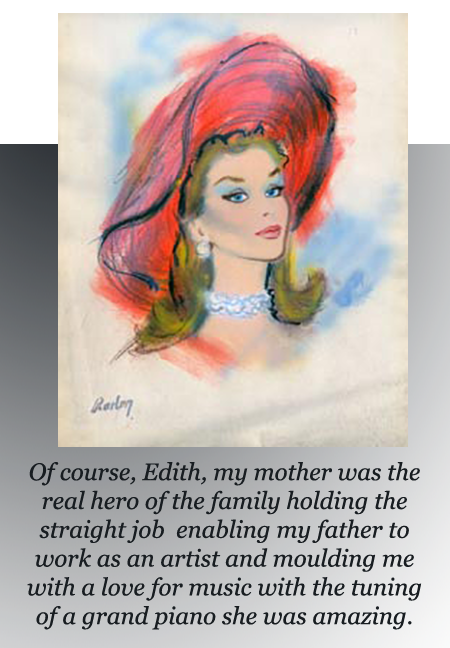 Of course, Edith, my mother was the
real hero of the family holding the
straight job  enabling my father to
work as an artist and moulding me
with a love for music with the tuning
of a grand piano she was amazing.